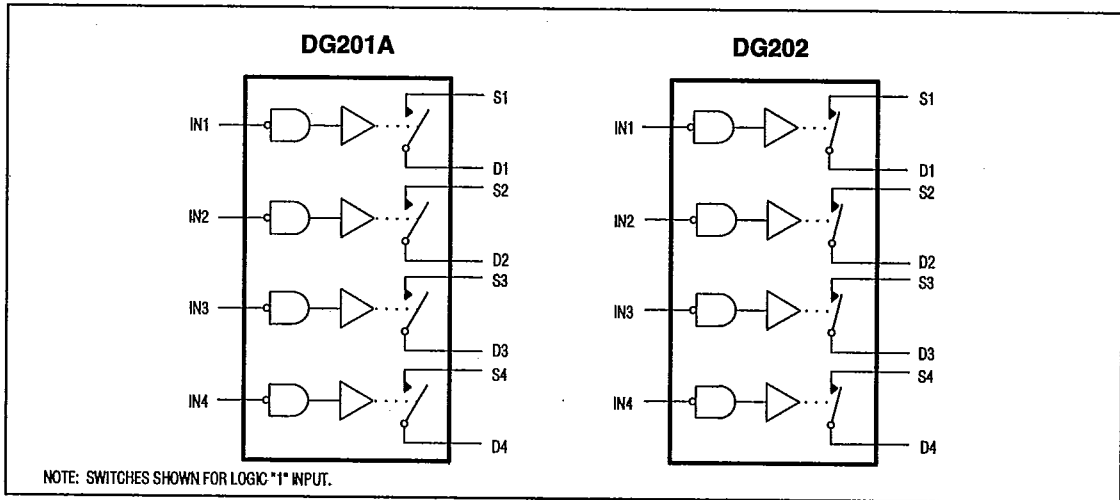 DG201A
IN1
S1
D1
IN2
S2
D2
IN3
S3
D3
IN4
S4
D4
DG202
IN1
S1
D1
IN2
S2
D2
IN3
S3
D3
IN4
S4
D4
NOTE: SWITCHES SHOWN FOR LOGIC "1" INPUT.